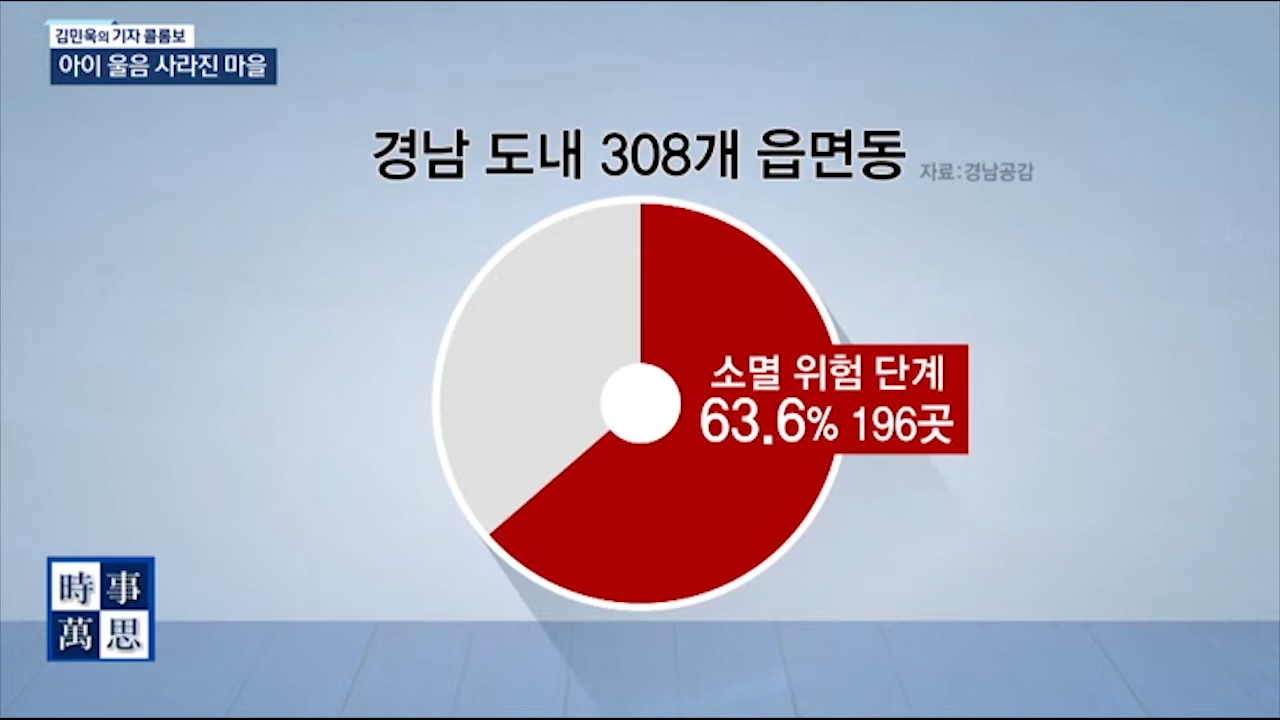 김민욱의 기자 콜롬보
아이 울음 사라진 마을
경남 도내 308개 읍면동
자료:경남공감
소멸 위험 단계
63.6% 196곳
時事
萬思